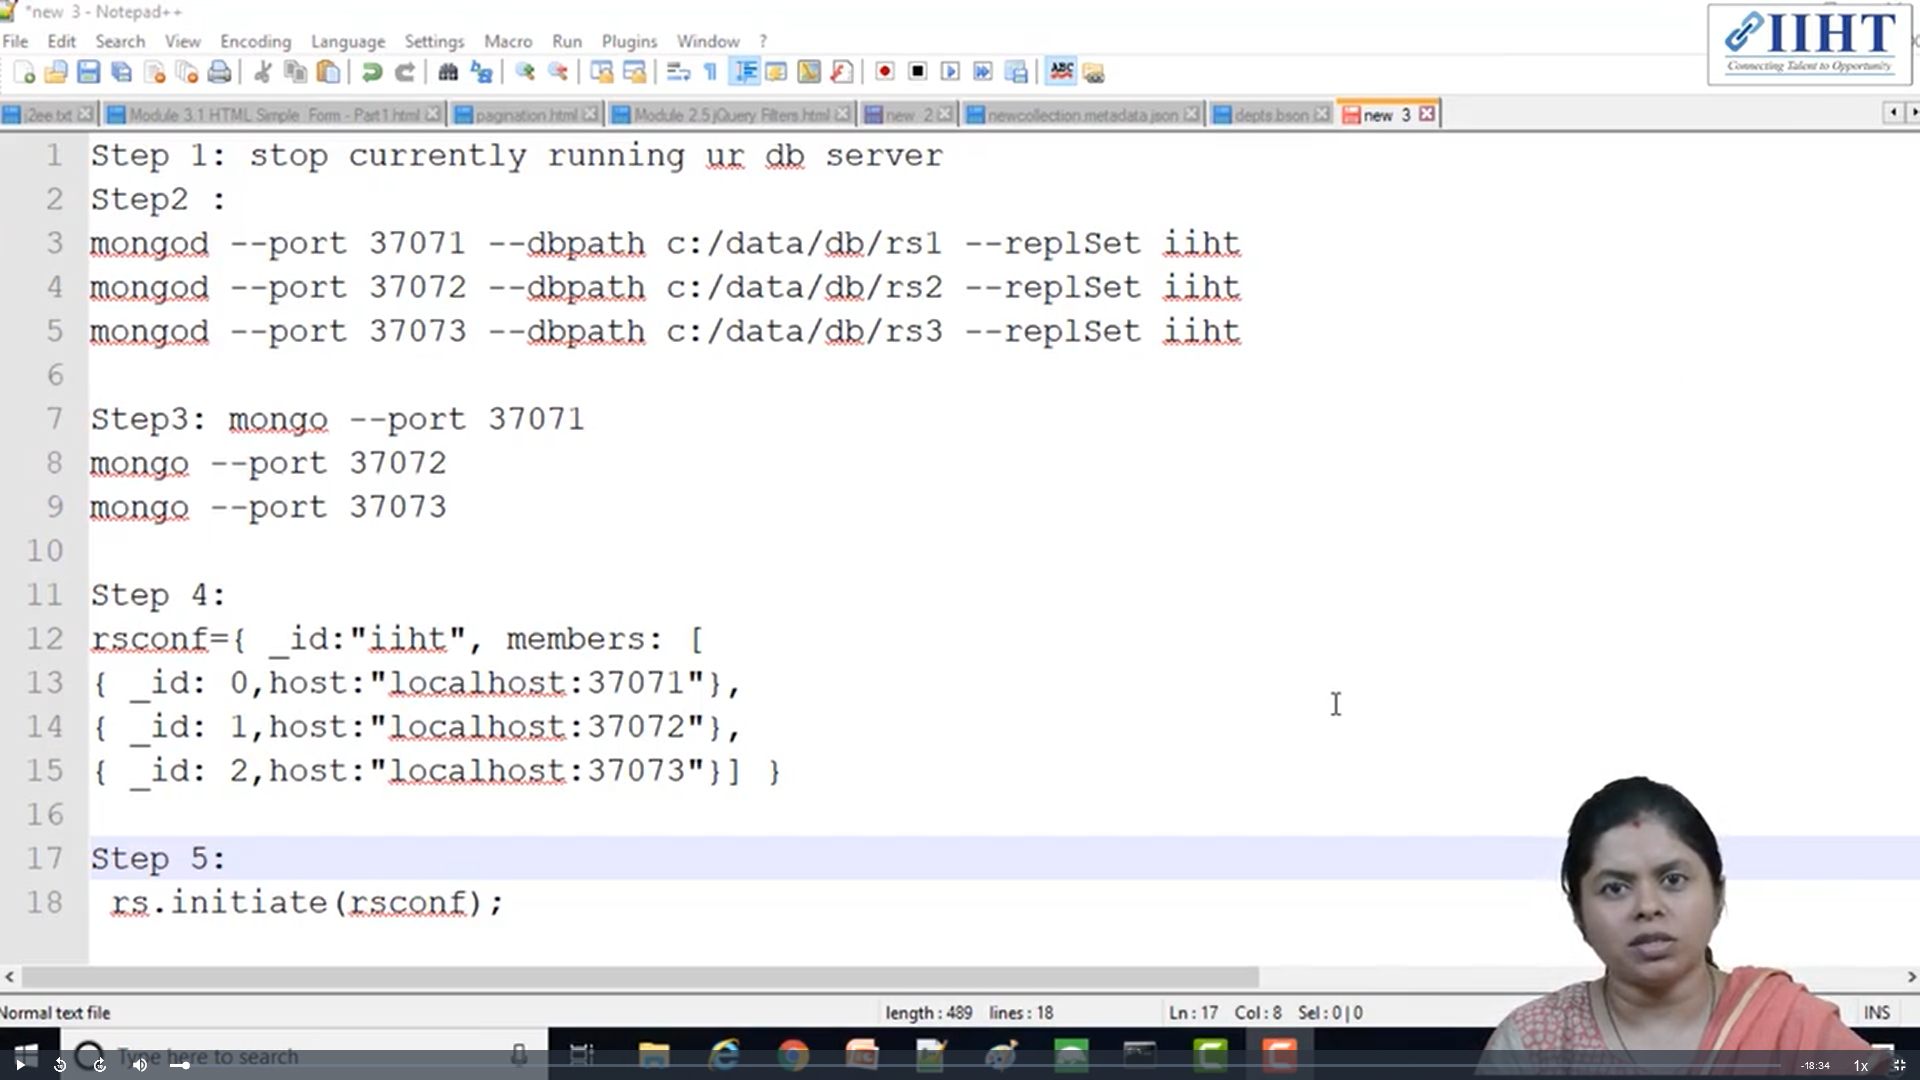 *new 3 - Notepad++
File Edit Search View Encoding Language Settings Macro Run Plugins Window ?
IIHT
Connecting Talent to Opportunity
j2ee.txt Module 3.1 HTML Simple Form - Part1.html pagination.html Module 2.5 jQuery Filters.html new 2 newcollection.metadata.json depts.bson new 3
1 Step 1: stop currently running ur db server
2 Step2 :
3 mongod --port 37071 --dbpath c:/data/db/rs1 --replSet iiht
4 mongod --port 37072 --dbpath c:/data/db/rs2 --replSet iiht
5 mongod --port 37073 --dbpath c:/data/db/rs3 --replSet iiht
6
7 Step3: mongo --port 37071
8 mongo --port 37072
9 mongo --port 37073
10
11 Step 4:
12 rsconf={ _id:"iiht", members: [
13 { _id: 0,host:"localhost:37071"},
14 { _id: 1,host:"localhost:37072"},
15 { _id: 2,host:"localhost:37073"}] }
16
17 Step 5:
18 rs.initiate(rsconf);
Normal text file length : 489 lines : 18 Ln : 17 Col : 8 Sel : 0 | 0 INS
Type here to search
-18:34 1x